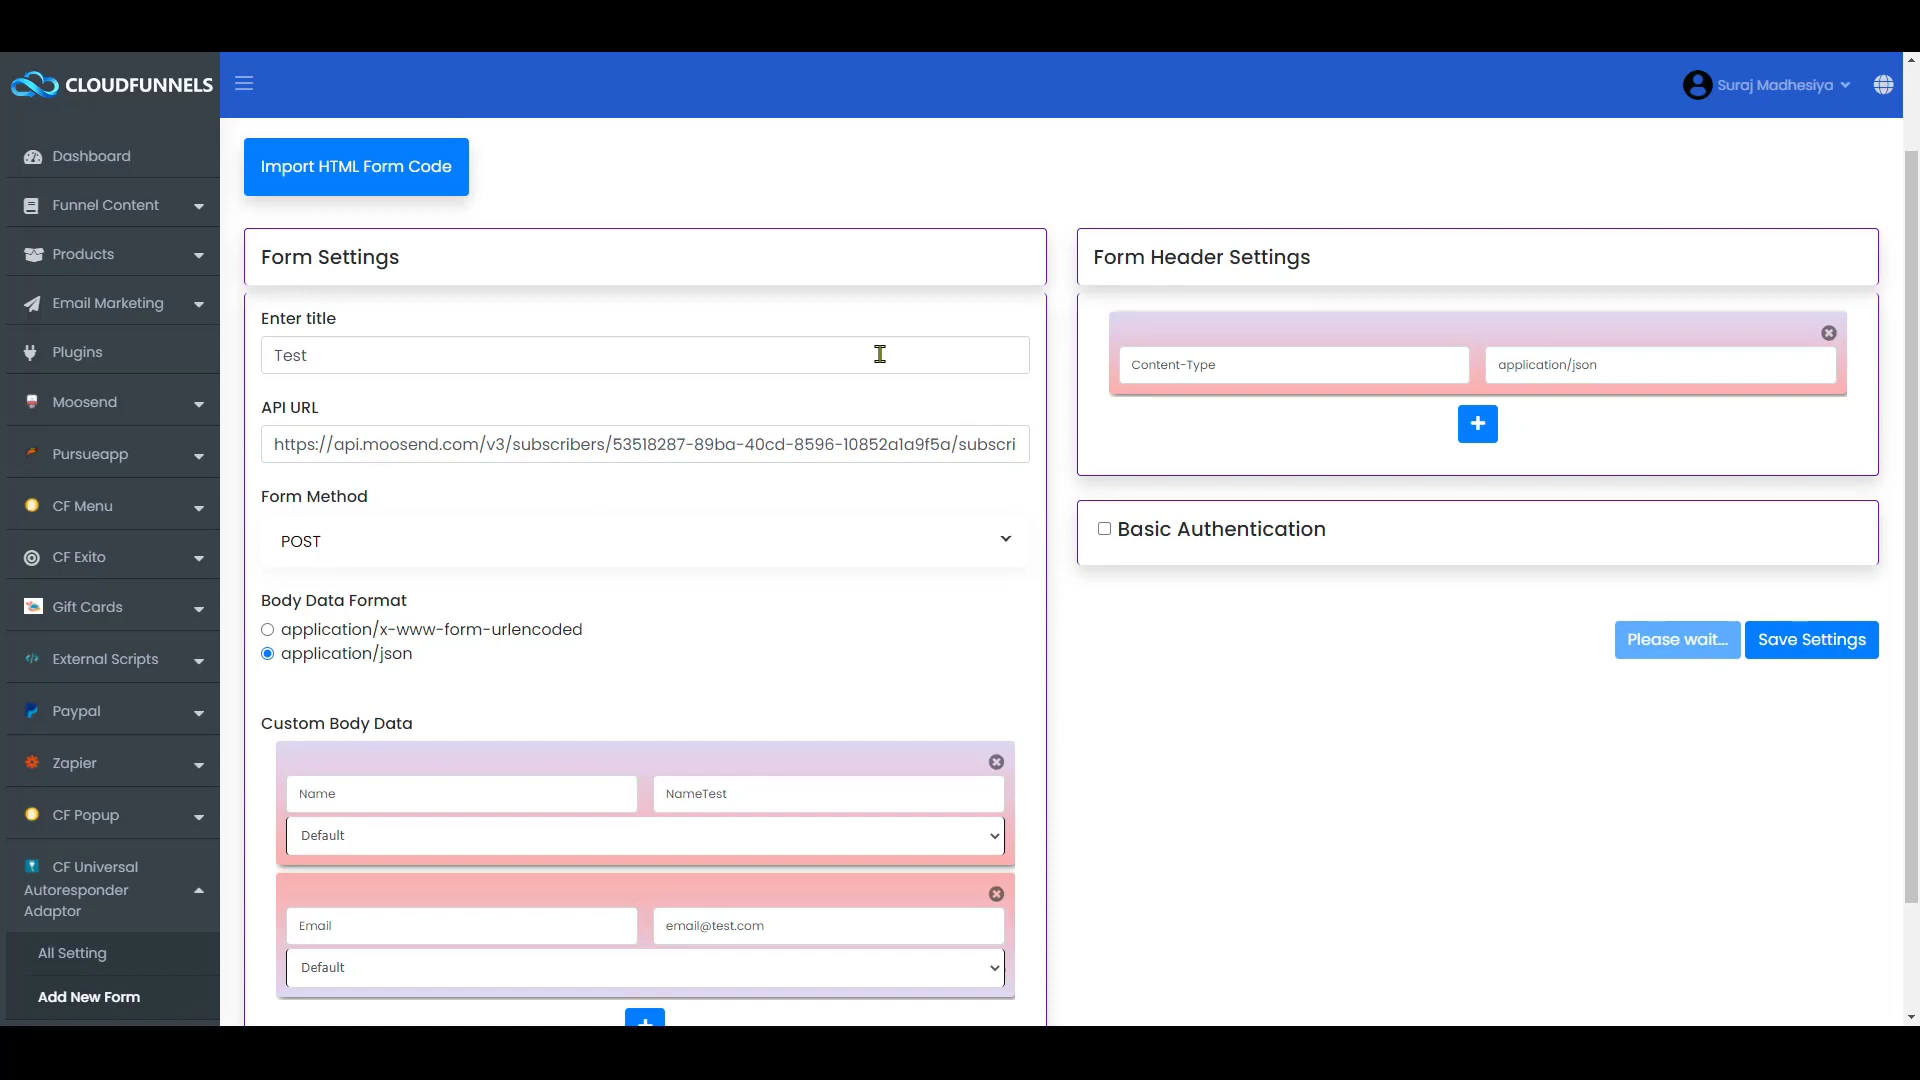 CLOUDFUNNELS
Suraj Madhesiya
Dashboard
Funnel Content
Products
Email Marketing
Plugins
Moosend
Pursueapp
CF Menu
CF Exito
Gift Cards
External Scripts
Paypal
Zapier
CF Popup
CF Universal
Autoresponder
Adaptor
All Setting
Add New Form
Import HTML Form Code
Form Settings
Enter title
Test
API URL
https://api.moosend.com/v3/subscribers/53518287-89ba-40cd-8596-10852a1a9f5a/subscri
Form Method
POST
Body Data Format
application/x-www-form-urlencoded
application/json
Custom Body Data
Name NameTest
Default
Email email@test.com
Default
+
Form Header Settings
Content-Type application/json
+
Basic Authentication
Please wait... Save Settings